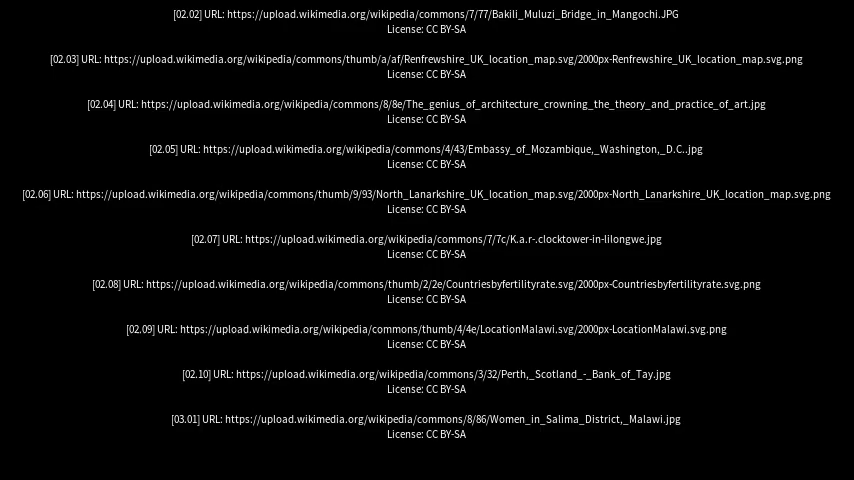 [02.02] URL: https://upload.wikimedia.org/wikipedia/commons/7/77/Bakili_Muluzi_Bridge_in_Mangochi.JPG
License: CC BY-SA
[02.03] URL: https://upload.wikimedia.org/wikipedia/commons/thumb/a/af/Renfrewshire_UK_location_map.svg/2000px-Renfrewshire_UK_location_map.svg.png
License: CC BY-SA
[02.04] URL: https://upload.wikimedia.org/wikipedia/commons/8/8e/The_genius_of_architecture_crowning_the_theory_and_practice_of_art.jpg
License: CC BY-SA
[02.05] URL: https://upload.wikimedia.org/wikipedia/commons/4/43/Embassy_of_Mozambique,_Washington,_D.C..jpg
License: CC BY-SA
[02.06] URL: https://upload.wikimedia.org/wikipedia/commons/thumb/9/93/North_Lanarkshire_UK_location_map.svg/2000px-North_Lanarkshire_UK_location_map.svg.png
License: CC BY-SA
[02.07] URL: https://upload.wikimedia.org/wikipedia/commons/7/7c/K.a.r-.clocktower-in-lilongwe.jpg
License: CC BY-SA
[02.08] URL: https://upload.wikimedia.org/wikipedia/commons/thumb/2/2e/Countriesbyfertilityrate.svg/2000px-Countriesbyfertilityrate.svg.png
License: CC BY-SA
[02.09] URL: https://upload.wikimedia.org/wikipedia/commons/thumb/4/4e/LocationMalawi.svg/2000px-LocationMalawi.svg.png
License: CC BY-SA
[02.10] URL: https://upload.wikimedia.org/wikipedia/commons/3/32/Perth,_Scotland_-_Bank_of_Tay.jpg
License: CC BY-SA
[03.01] URL: https://upload.wikimedia.org/wikipedia/commons/8/86/Women_in_Salima_District,_Malawi.jpg
License: CC BY-SA